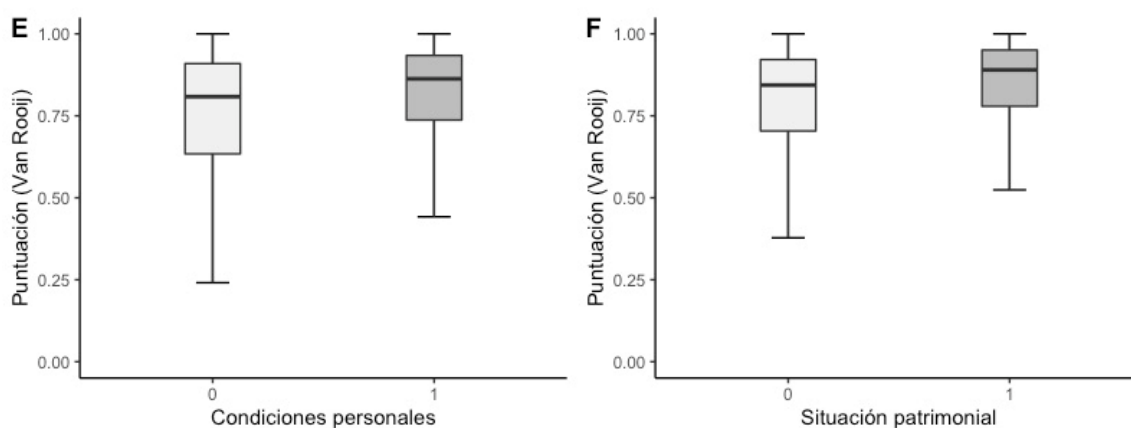 E
Puntuación (Van Rooij)
1.00
0.75
0.50
0.25
0.00
0
1
Condiciones personales
F
Puntuación (Van Rooij)
1.00
0.75
0.50
0.25
0.00
0
1
Situación patrimonial